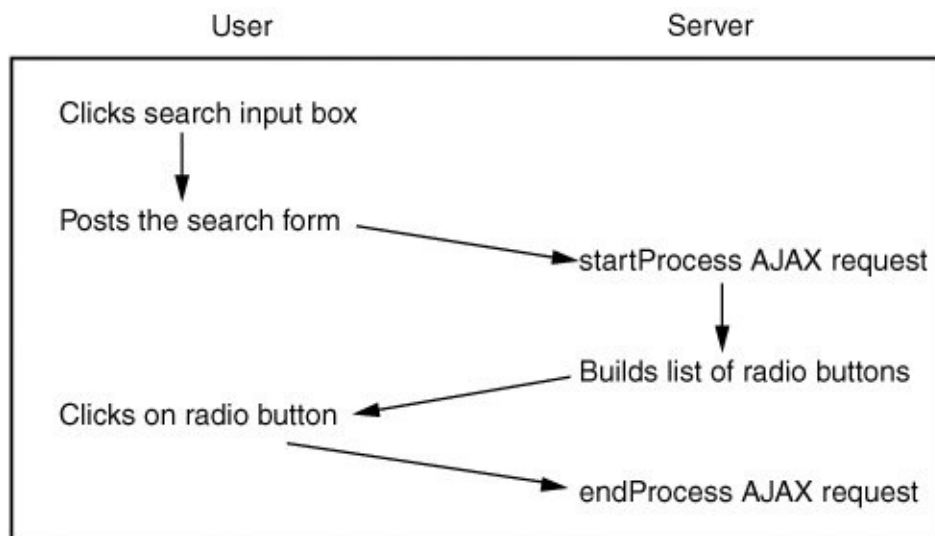 User
Server
Clicks search input box
Posts the search form
startProcess AJAX request
Builds list of radio buttons
Clicks on radio button
endProcess AJAX request